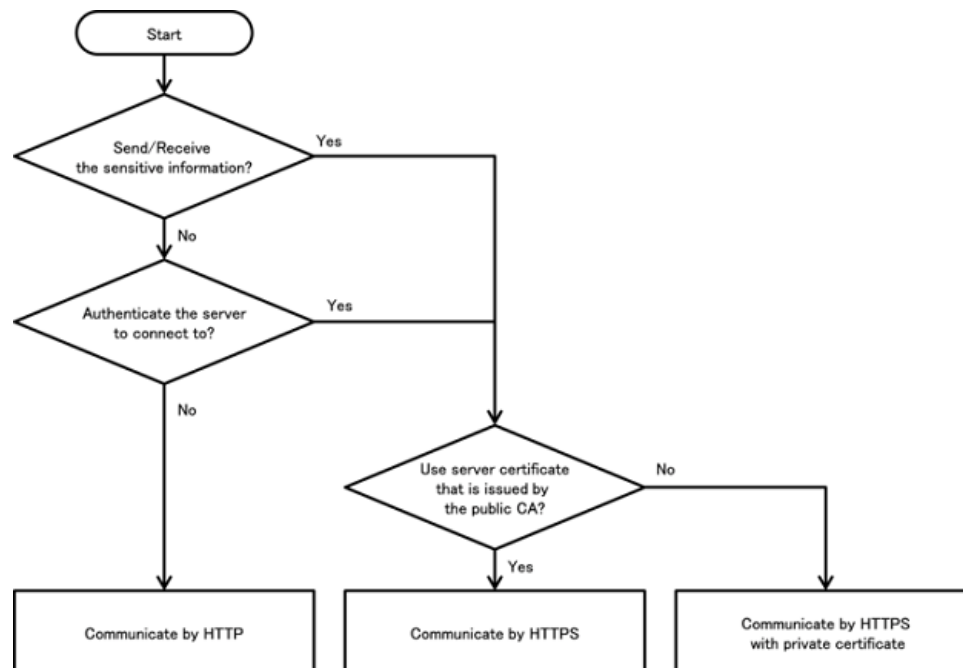 Start
Send/Receive
the sensitive information?
Yes
No
Authenticate the server
to connect to?
Yes
No
Use server certificate
that is issued by
the public CA?
No
Yes
Communicate by HTTP
Communicate by HTTPS
Communicate by HTTPS
with private certificate